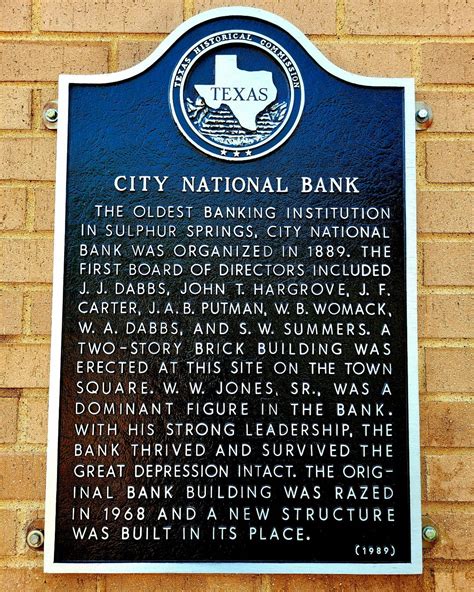 TEXAS HISTORICAL COMMISSION
TEXAS
CITY NATIONAL BANK
THE OLDEST BANKING INSTITUTION
IN SULPHUR SPRINGS, CITY NATIONAL
BANK WAS ORGANIZED IN 1889. THE
FIRST BOARD OF DIRECTORS INCLUDED
J. J. DABBS, JOHN T. HARGROVE, J. F.
CARTER, J. A. B. PUTMAN, W. B. WOMACK,
W. A. DABBS, AND S. W. SUMMERS. A
TWO-STORY BRICK BUILDING WAS
ERECTED AT THIS SITE ON THE TOWN
SQUARE. W. W. JONES, SR., WAS A
DOMINANT FIGURE IN THE BANK.
WITH HIS STRONG LEADERSHIP, THE
BANK THRIVED AND SURVIVED THE
GREAT DEPRESSION INTACT. THE ORIG-
INAL BANK BUILDING WAS RAZED
IN 1968 AND A NEW STRUCTURE
WAS BUILT IN ITS PLACE.
(1989)